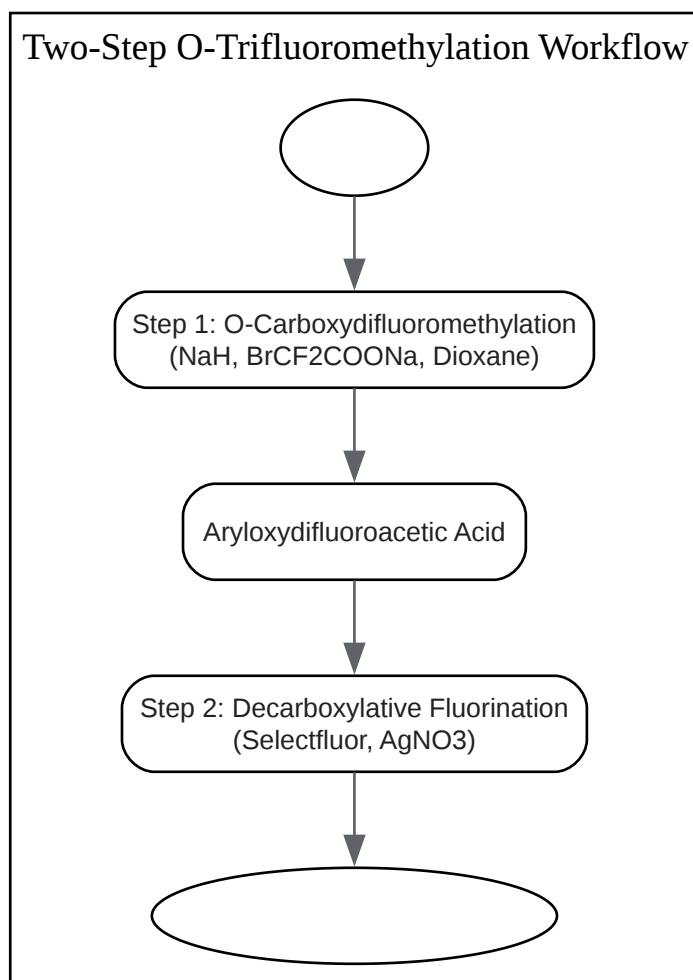 Two-Step O-Trifluoromethylation Workflow
Step 1: O-Carboxydifluoromethylation
(NaH, BrCF2COONa, Dioxane)
Aryloxydifluoroacetic Acid
Step 2: Decarboxylative Fluorination
(Selectfluor, AgNO3)